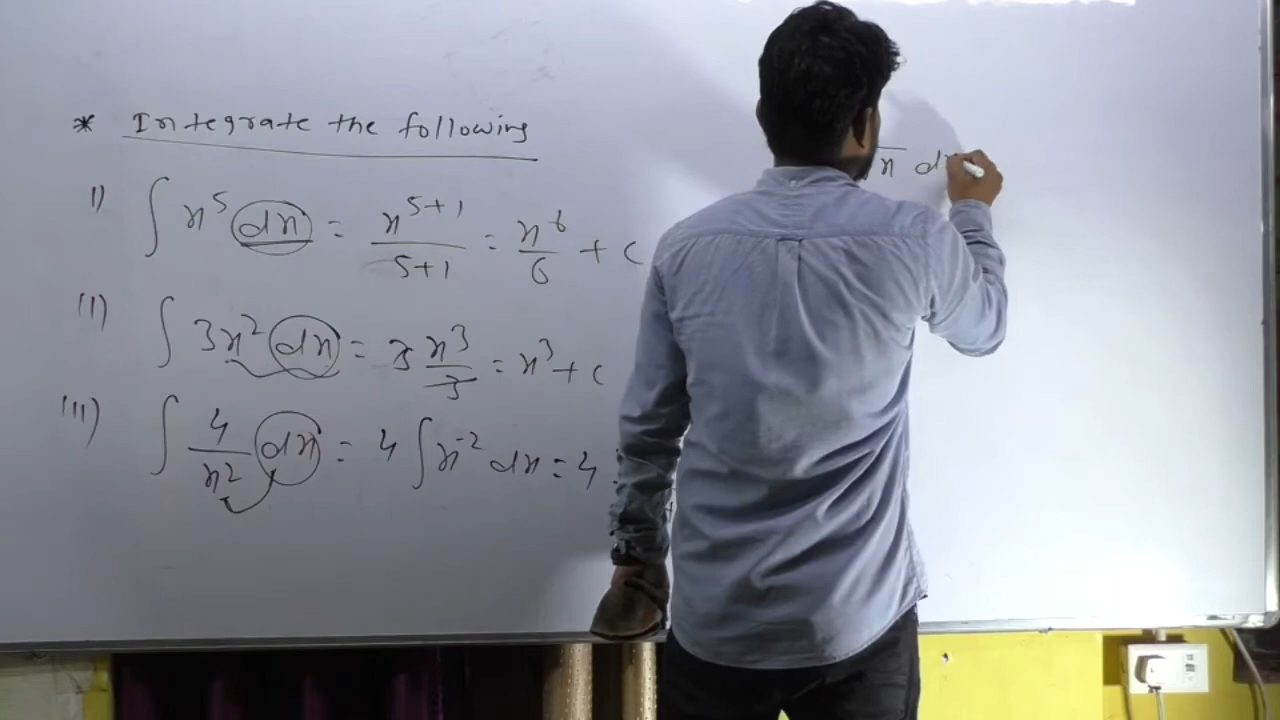 * Integrate the following
I) ∫ x⁵ dx = x⁵⁺¹ / 5+1 = x⁶ / 6 + c
(II) ∫ 3x² dx = 3 x³ / 3 = x³ + c
(III) ∫ 4 / x² dx = 4 ∫ x⁻² dx = 4
x dx